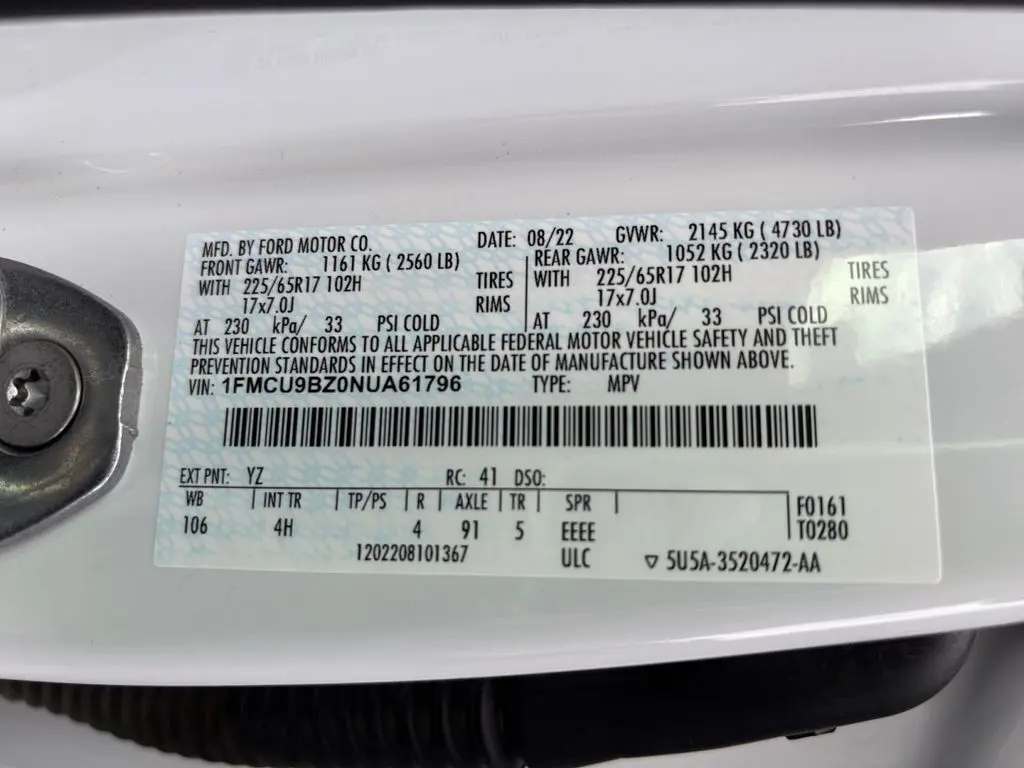 MFD. BY FORD MOTOR CO. DATE: 08/22 GVWR: 2145 KG ( 4730 LB)
FRONT GAWR: 1161 KG ( 2560 LB) REAR GAWR: 1052 KG ( 2320 LB)
WITH 225/65R17 102H TIRES WITH 225/65R17 102H TIRES
17x7.0J RIMS 17x7.0J RIMS
AT 230 kPa/ 33 PSI COLD AT 230 kPa/ 33 PSI COLD
THIS VEHICLE CONFORMS TO ALL APPLICABLE FEDERAL MOTOR VEHICLE SAFETY AND THEFT
PREVENTION STANDARDS IN EFFECT ON THE DATE OF MANUFACTURE SHOWN ABOVE.
VIN: 1FMCU9BZ0NUA61796 TYPE: MPV
EXT PNT: YZ RC: 41 DSO:
WB INT TR TP/PS R AXLE TR SPR F0161
106 4H 4 91 5 EEEE T0280
1202208101367 ULC ▽ 5U5A-3520472-AA